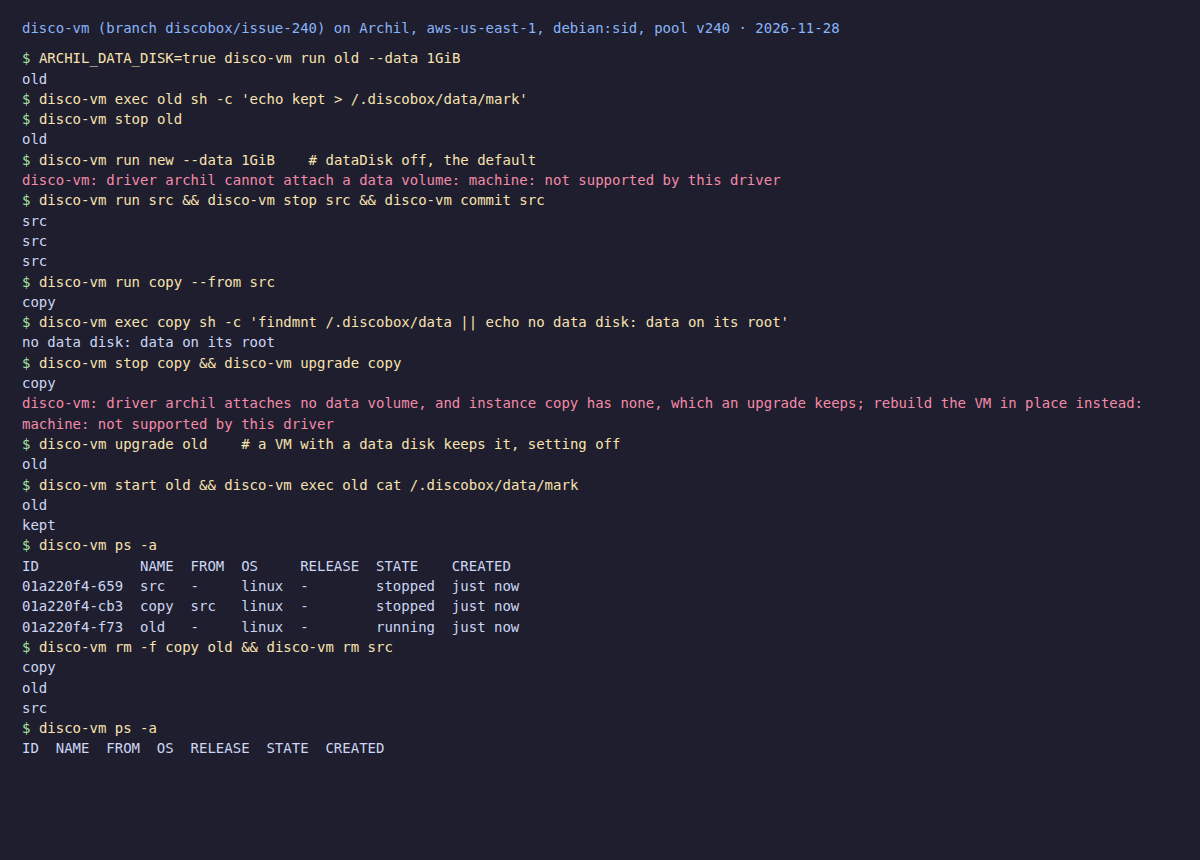 disco-vm (branch discobox/issue-240) on Archil, aws-us-east-1, debian:sid, pool v240 · 2026-11-28
$ ARCHIL_DATA_DISK=true disco-vm run old --data 1GiB
old
$ disco-vm exec old sh -c 'echo kept > /.discobox/data/mark'
$ disco-vm stop old
old
$ disco-vm run new --data 1GiB    # dataDisk off, the default
disco-vm: driver archil cannot attach a data volume: machine: not supported by this driver
$ disco-vm run src && disco-vm stop src && disco-vm commit src
src
src
src
$ disco-vm run copy --from src
copy
$ disco-vm exec copy sh -c 'findmnt /.discobox/data || echo no data disk: data on its root'
no data disk: data on its root
$ disco-vm stop copy && disco-vm upgrade copy
copy
disco-vm: driver archil attaches no data volume, and instance copy has none, which an upgrade keeps; rebuild the VM in place instead:
machine: not supported by this driver
$ disco-vm upgrade old    # a VM with a data disk keeps it, setting off
old
$ disco-vm start old && disco-vm exec old cat /.discobox/data/mark
old
kept
$ disco-vm ps -a
ID            NAME  FROM  OS     RELEASE  STATE    CREATED
01a220f4-659  src   -     linux  -        stopped  just now
01a220f4-cb3  copy  src   linux  -        stopped  just now
01a220f4-f73  old   -     linux  -        running  just now
$ disco-vm rm -f copy old && disco-vm rm src
copy
old
src
$ disco-vm ps -a
ID  NAME  FROM  OS  RELEASE  STATE  CREATED